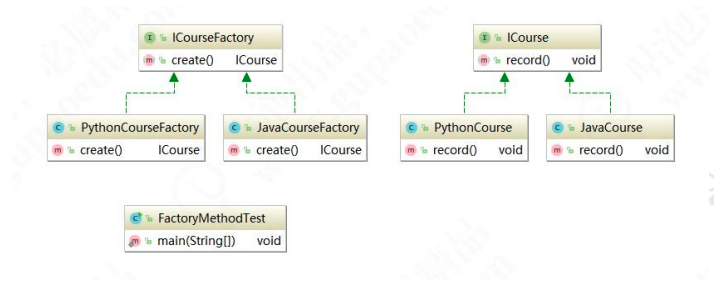 I ICourseFactory
m create() ICourse
I ICourse
m record() void
C PythonCourseFactory
m create() ICourse
C JavaCourseFactory
m create() ICourse
C PythonCourse
m record() void
C JavaCourse
m record() void
C FactoryMethodTest
m main(String[]) void